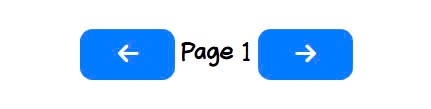 ← Page 1 →